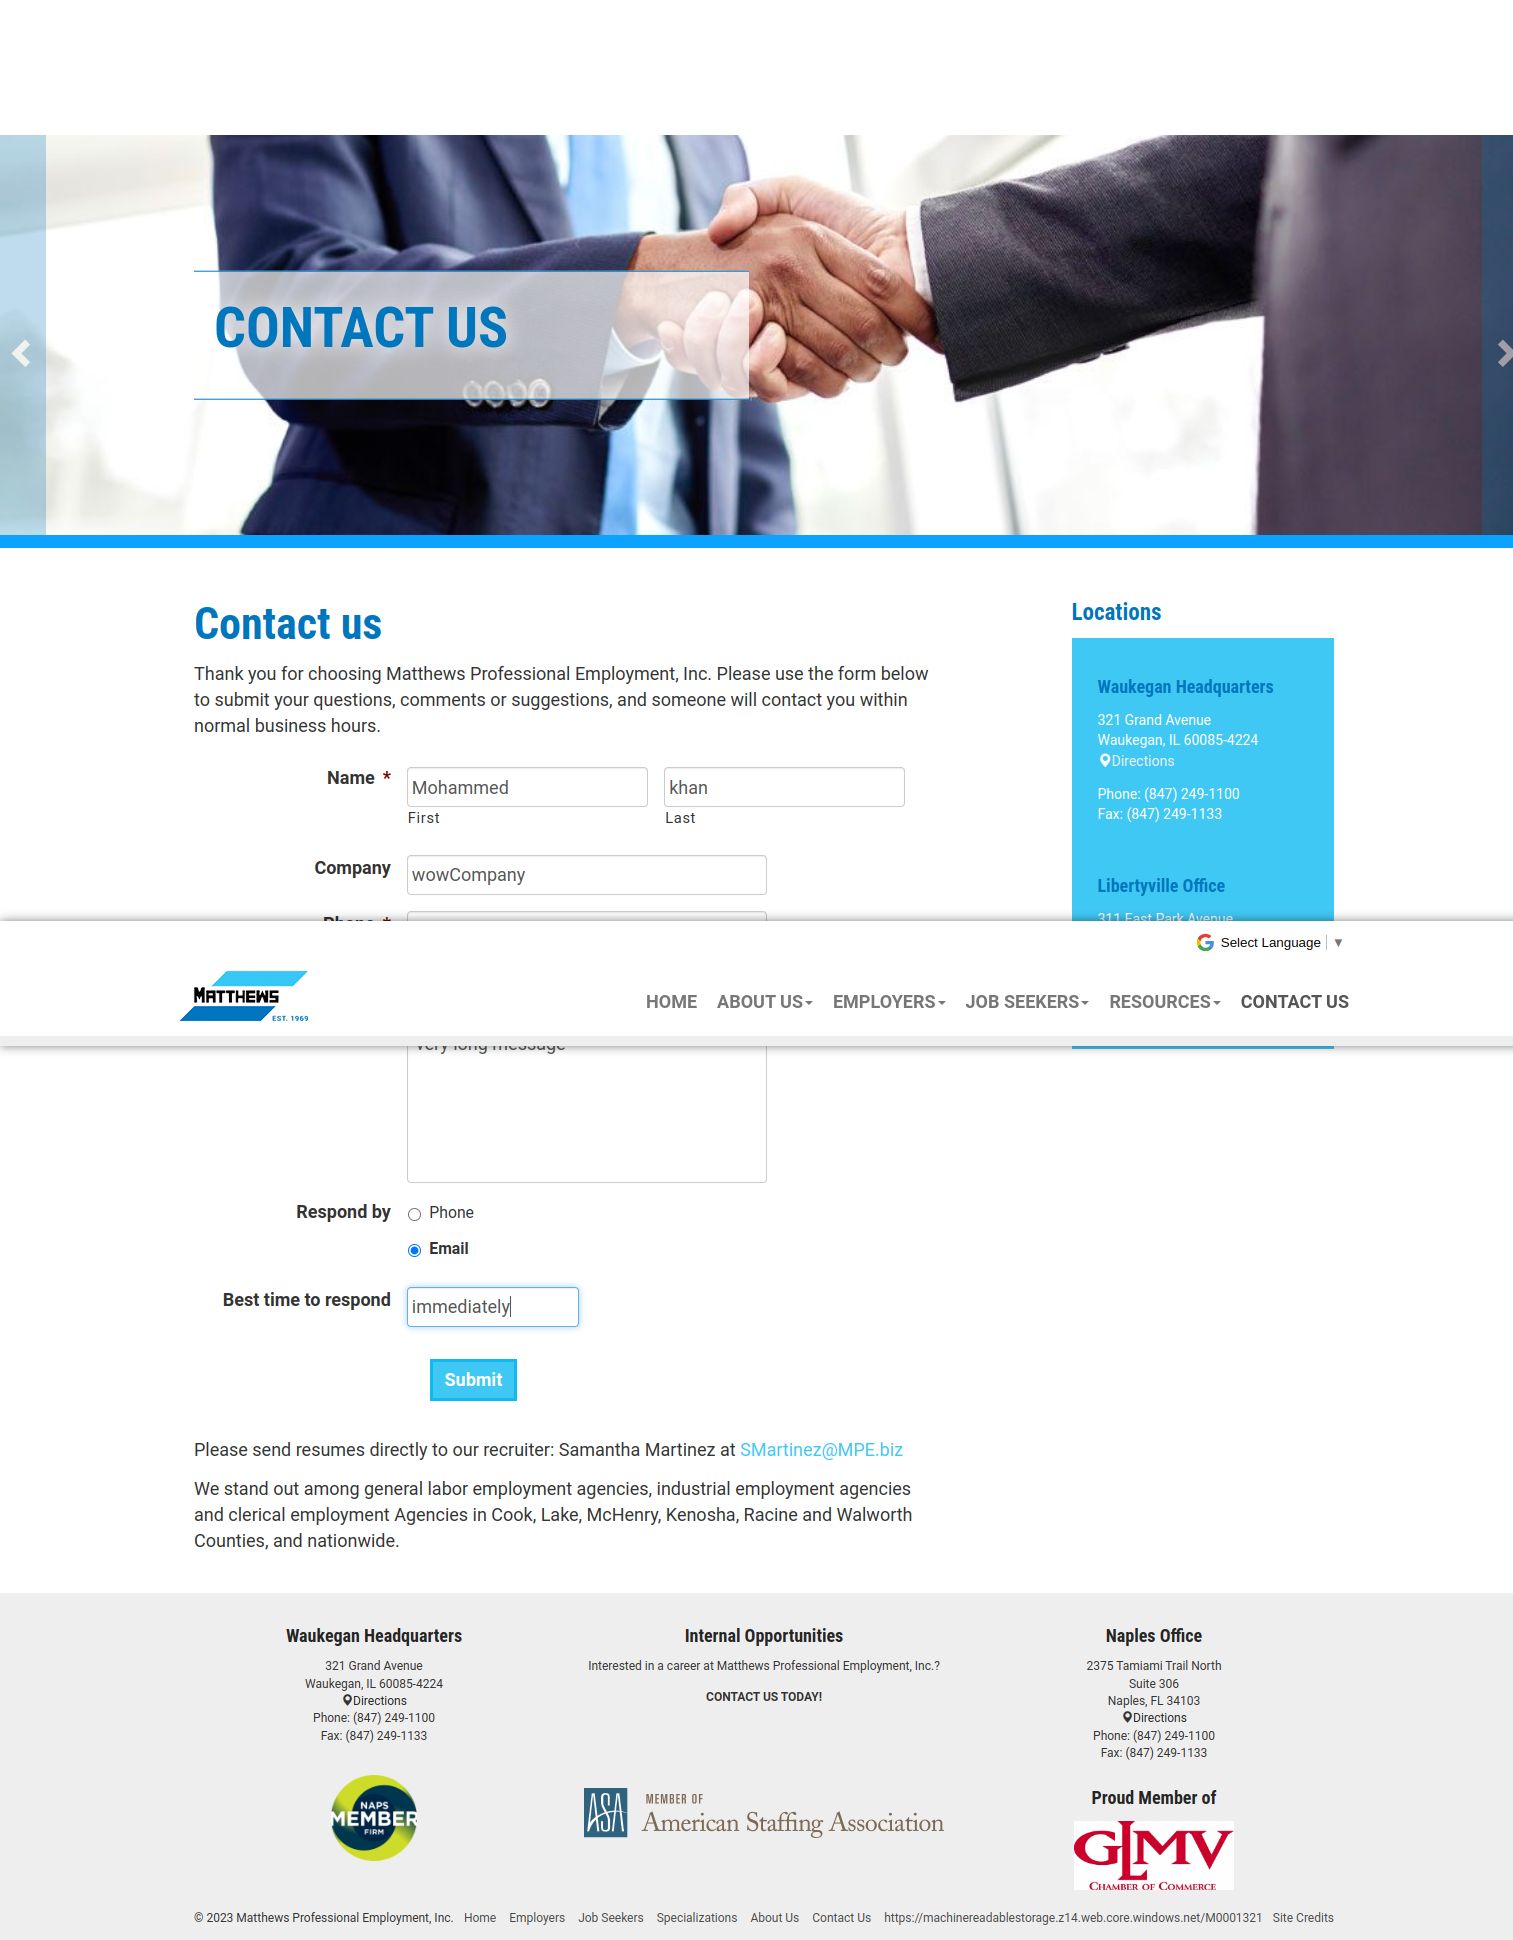 CONTACT US
Contact us
Thank you for choosing Matthews Professional Employment, Inc. Please use the form below
to submit your questions, comments or suggestions, and someone will contact you within
normal business hours.
Name *
Mohammed
khan
First
Last
Company
wowCompany
Phone *
Locations
Waukegan Headquarters
321 Grand Avenue
Waukegan, IL 60085-4224
Directions
Phone: (847) 249-1100
Fax: (847) 249-1133
Libertyville Office
311 East Park Avenue
Select Language ▼
MATTHEWS
EST. 1969
HOME ABOUT US EMPLOYERS JOB SEEKERS RESOURCES CONTACT US
very long message
Respond by
Phone
Email
Best time to respond
immediately
Submit
Please send resumes directly to our recruiter: Samantha Martinez at SMartinez@MPE.biz
We stand out among general labor employment agencies, industrial employment agencies
and clerical employment Agencies in Cook, Lake, McHenry, Kenosha, Racine and Walworth
Counties, and nationwide.
Waukegan Headquarters
321 Grand Avenue
Waukegan, IL 60085-4224
Directions
Phone: (847) 249-1100
Fax: (847) 249-1133
NAPS
MEMBER
FIRM
Internal Opportunities
Interested in a career at Matthews Professional Employment, Inc.?
CONTACT US TODAY!
ASA
MEMBER OF
American Staffing Association
Naples Office
2375 Tamiami Trail North
Suite 306
Naples, FL 34103
Directions
Phone: (847) 249-1100
Fax: (847) 249-1133
Proud Member of
GLMV
CHAMBER OF COMMERCE
© 2023 Matthews Professional Employment, Inc. Home Employers Job Seekers Specializations About Us Contact Us https://machinereadablestorage.z14.web.core.windows.net/M0001321 Site Credits